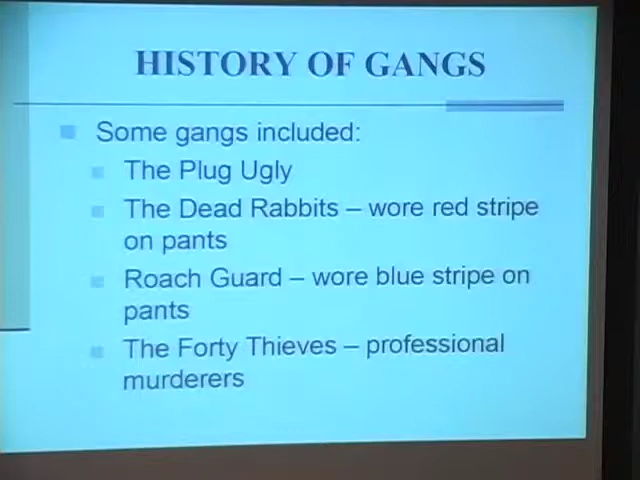 HISTORY OF GANGS
Some gangs included:
The Plug Ugly
The Dead Rabbits – wore red stripe
on pants
Roach Guard – wore blue stripe on
pants
The Forty Thieves – professional
murderers